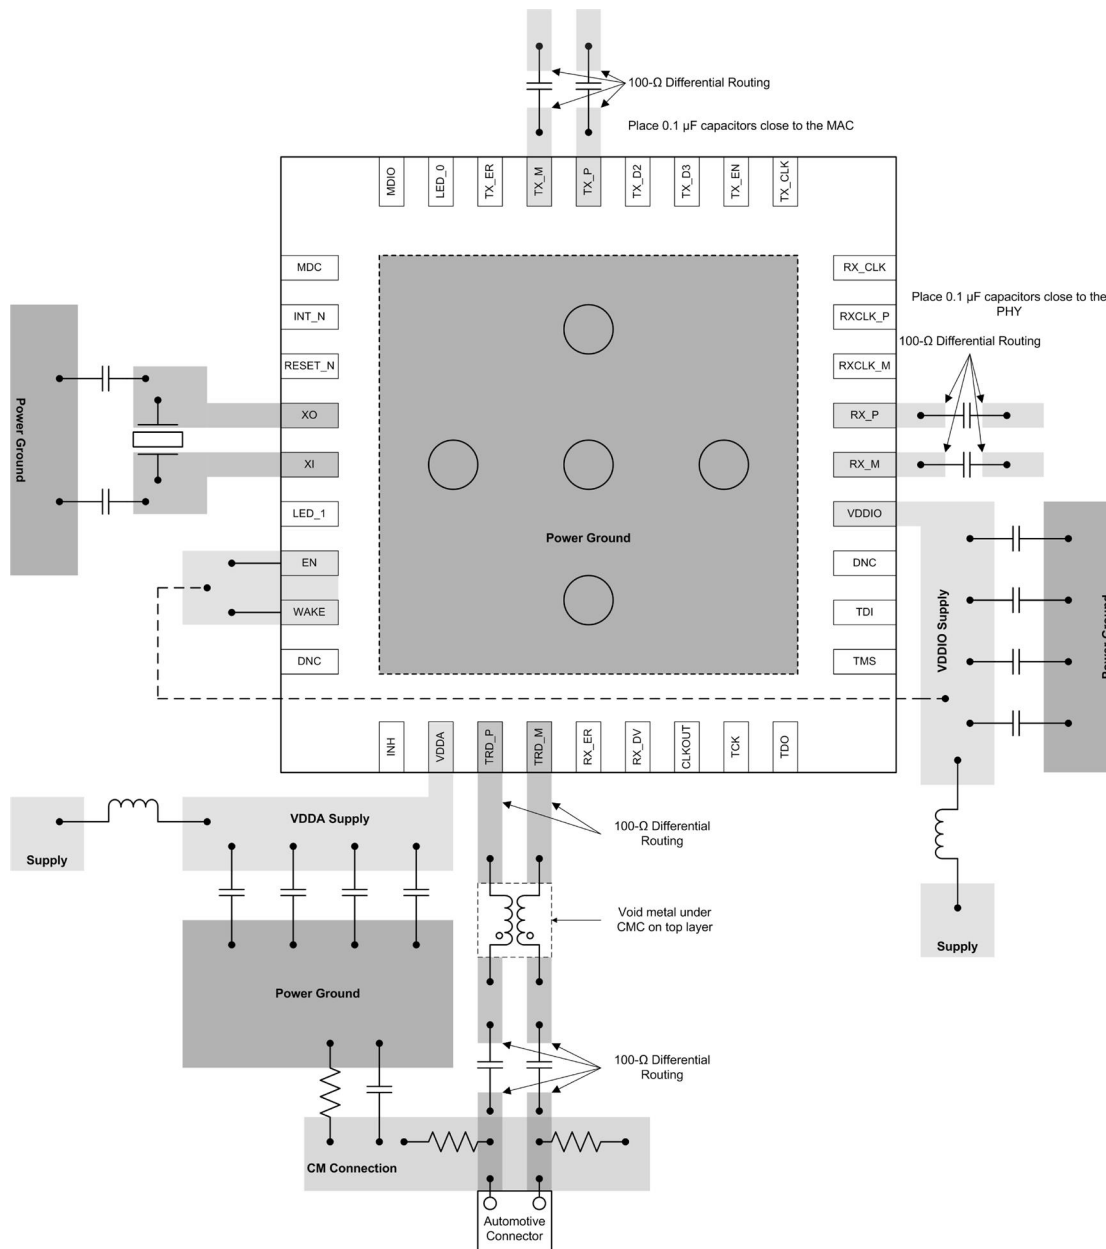 100-Ω Differential Routing
Place 0.1 µF capacitors close to the MAC
MDIO
LED_0
TX_ER
TX_M
TX_P
TX_D2
TX_D3
TX_EN
TX_CLK
MDC
INT_N
RESET_N
XO
XI
LED_1
EN
WAKE
DNC
Power Ground
Power Ground
RX_CLK
RXCLK_P
RXCLK_M
RX_P
RX_M
VDDIO
DNC
TDI
TMS
Place 0.1 µF capacitors close to the
PHY
100-Ω Differential Routing
VDDIO Supply
Power Ground
INH
VDDA
TRD_P
TRD_M
RX_ER
RX_DV
CLKOUT
TCK
TDO
Supply
VDDA Supply
100-Ω Differential
Routing
Void metal under
CMC on top layer
Supply
Power Ground
100-Ω Differential
Routing
CM Connection
Automotive
Connector